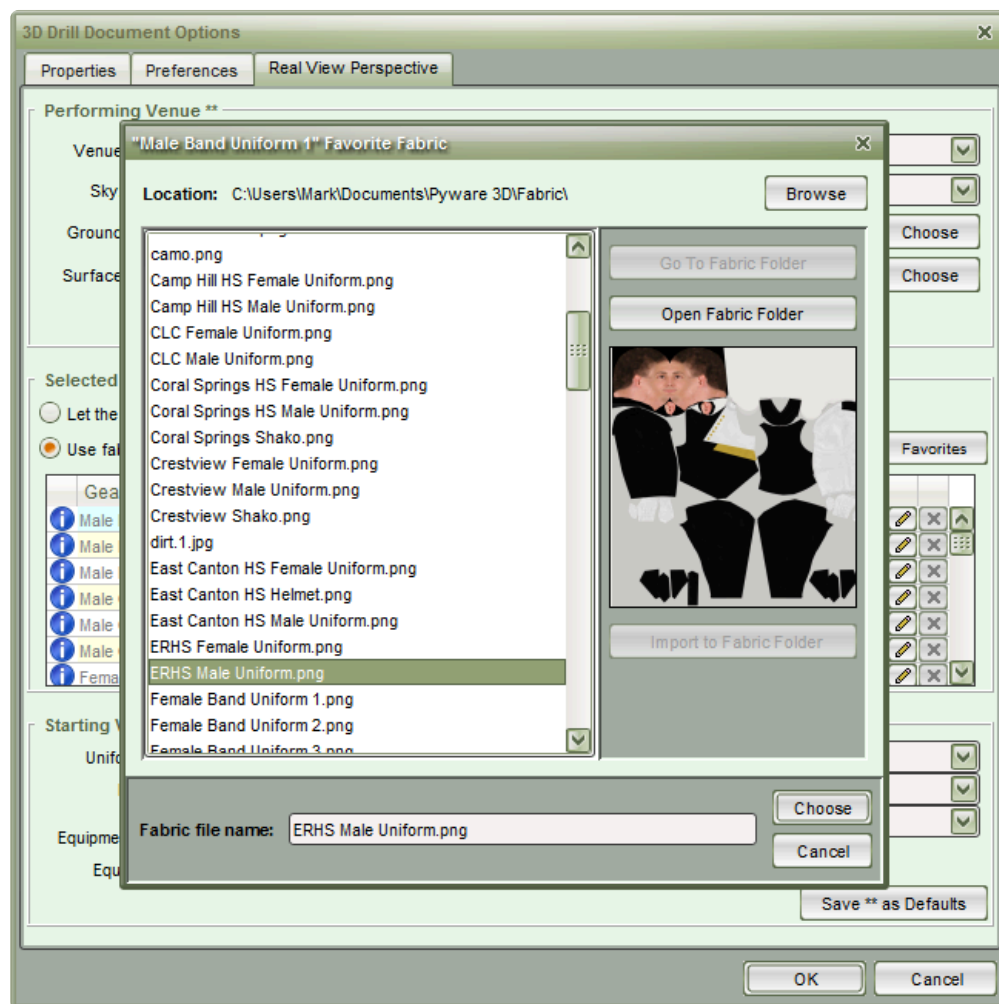 3D Drill Document Options
Properties Preferences Real View Perspective
Performing Venue **
"Male Band Uniform 1" Favorite Fabric
Venue
Location: C:\Users\Mark\Documents\Pyware 3D\Fabric\ Browse
Sky
Ground Choose
Surface Choose
camo.png
Camp Hill HS Female Uniform.png
Camp Hill HS Male Uniform.png
CLC Female Uniform.png
CLC Male Uniform.png
Coral Springs HS Female Uniform.png
Coral Springs HS Male Uniform.png
Coral Springs Shako.png
Crestview Female Uniform.png
Crestview Male Uniform.png
Crestview Shako.png
dirt.1.jpg
East Canton HS Female Uniform.png
East Canton HS Helmet.png
East Canton HS Male Uniform.png
ERHS Female Uniform.png
ERHS Male Uniform.png
Female Band Uniform 1.png
Female Band Uniform 2.png
Female Band Uniform 3.png
Go To Fabric Folder
Open Fabric Folder
Import to Fabric Folder
Fabric file name: ERHS Male Uniform.png
Choose
Cancel
Selected
Let the
Use fal
Favorites
Gea
Male
Male
Male
Male
Male
Male
Fema
Starting V
Unifo
Equipme
Equ
Save ** as Defaults
OK Cancel